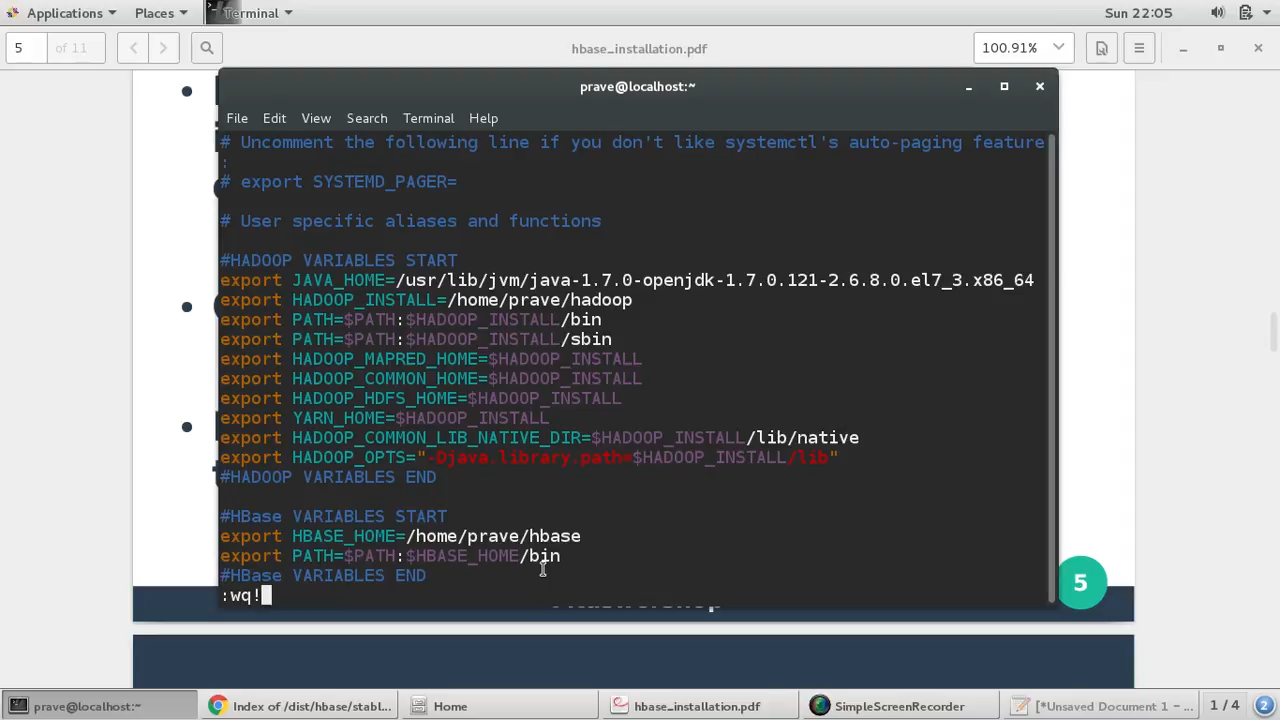 Applications Places Terminal Sun 22:05
5 of 11 hbase_installation.pdf 100.91%
prave@localhost:~
File Edit View Search Terminal Help
# Uncomment the following line if you don't like systemctl's auto-paging feature
:
# export SYSTEMD_PAGER=
# User specific aliases and functions
#HADOOP VARIABLES START
export JAVA_HOME=/usr/lib/jvm/java-1.7.0-openjdk-1.7.0.121-2.6.8.0.el7_3.x86_64
export HADOOP_INSTALL=/home/prave/hadoop
export PATH=$PATH:$HADOOP_INSTALL/bin
export PATH=$PATH:$HADOOP_INSTALL/sbin
export HADOOP_MAPRED_HOME=$HADOOP_INSTALL
export HADOOP_COMMON_HOME=$HADOOP_INSTALL
export HADOOP_HDFS_HOME=$HADOOP_INSTALL
export YARN_HOME=$HADOOP_INSTALL
export HADOOP_COMMON_LIB_NATIVE_DIR=$HADOOP_INSTALL/lib/native
export HADOOP_OPTS="-Djava.library.path=$HADOOP_INSTALL/lib"
#HADOOP VARIABLES END
#HBase VARIABLES START
export HBASE_HOME=/home/prave/hbase
export PATH=$PATH:$HBASE_HOME/bin
#HBase VARIABLES END
:wq!
5
prave@localhost:~ Index of /dist/hbase/stabl... Home hbase_installation.pdf SimpleScreenRecorder [*Unsaved Document 1 - ... 1 / 4 2